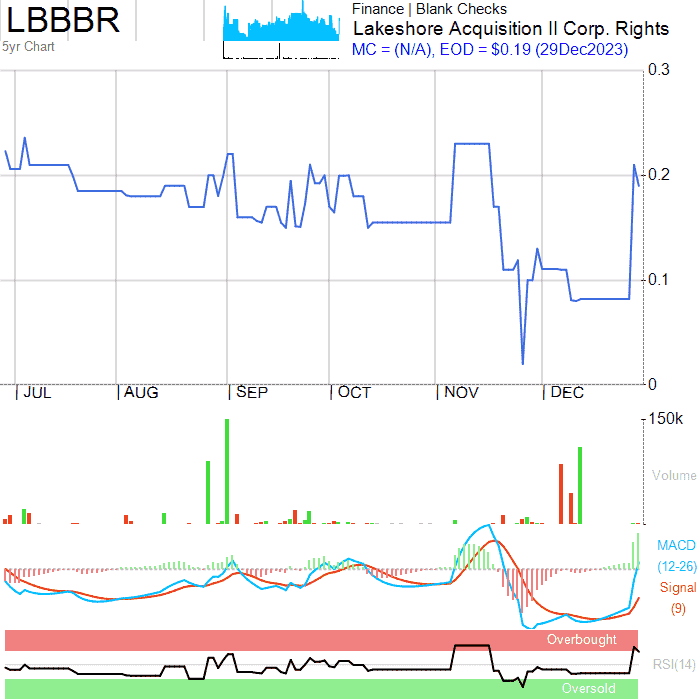 LBBBR
5yr Chart
Finance | Blank Checks
Lakeshore Acquisition II Corp. Rights
MC = (N/A), EOD = $0.19 (29Dec2023)
0.3
0.2
0.1
0
| JUL | AUG | SEP | OCT | NOV | DEC
150k
Volume
MACD
(12-26)
Signal
(9)
Overbought
RSI(14)
Oversold